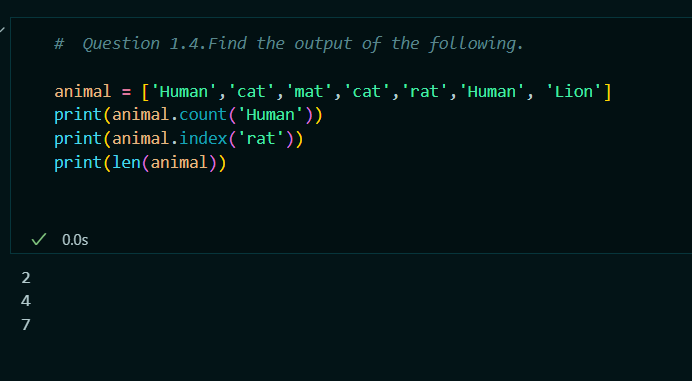 #  Question 1.4.Find the output of the following.
animal = ['Human','cat','mat','cat','rat','Human', 'Lion']
print(animal.count('Human'))
print(animal.index('rat'))
print(len(animal))
0.0s
2
4
7